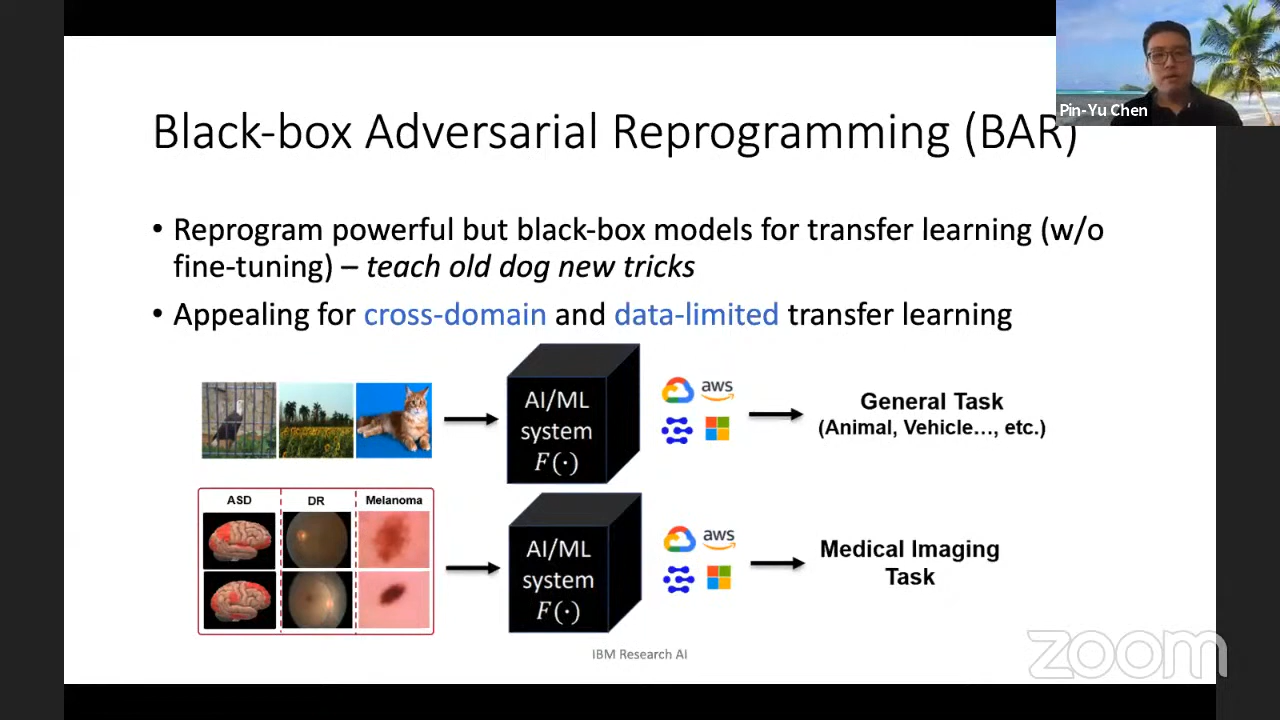 Pin-Yu Chen
Black-box Adversarial Reprogramming (BAR)
• Reprogram powerful but black-box models for transfer learning (w/o
fine-tuning) – teach old dog new tricks
• Appealing for cross-domain and data-limited transfer learning
AI/ML
system
F(·)
aws
General Task
(Animal, Vehicle…, etc.)
ASD
DR
Melanoma
AI/ML
system
F(·)
aws
Medical Imaging
Task
IBM Research AI
zoom